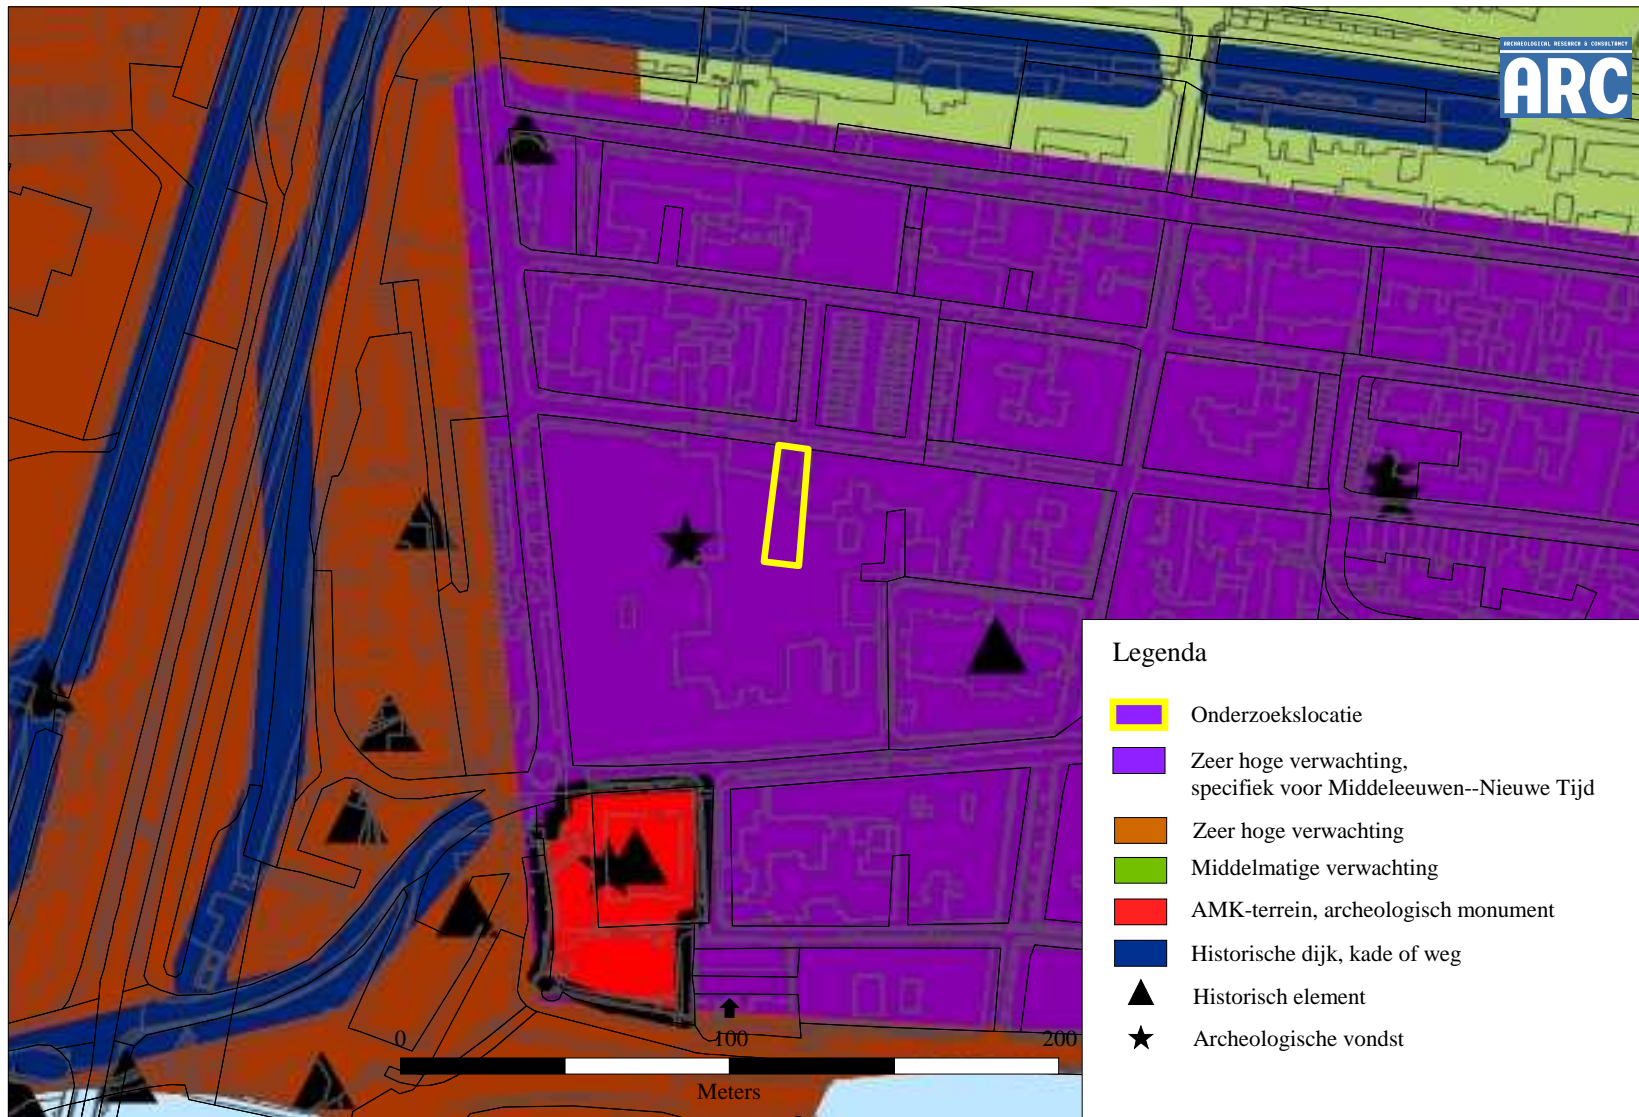 ARCHAEOLOGICAL RESEARCH & CONSULTANCY
ARC
Legenda
Onderzoekslocatie
Zeer hoge verwachting,
specifiek voor Middeleeuwen--Nieuwe Tijd
Zeer hoge verwachting
Middelmatige verwachting
AMK-terrein, archeologisch monument
Historische dijk, kade of weg
Historisch element
Archeologische vondst
0 100 200
Meters